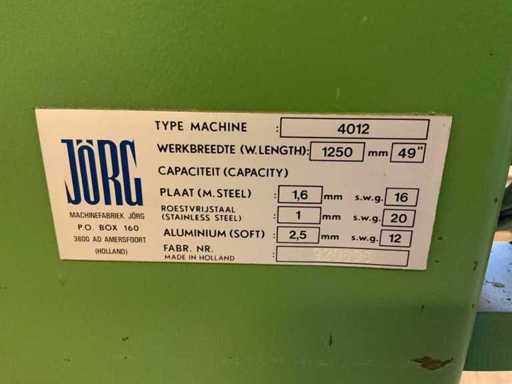 JÖRG
MACHINEFABRIEK JÖRG
P.O. BOX 160
3800 AD AMERSFOORT
(HOLLAND)
TYPE MACHINE : 4012
WERKBREEDTE (W.LENGTH): 1250 mm 49"
CAPACITEIT (CAPACITY)
PLAAT (M. STEEL) : 1,6 mm s.w.g. 16
ROESTVRIJSTAAL
(STAINLESS STEEL) : 1 mm s.w.g. 20
ALUMINIUM (SOFT) : 2,5 mm s.w.g. 12
FABR. NR. :
MADE IN HOLLAND